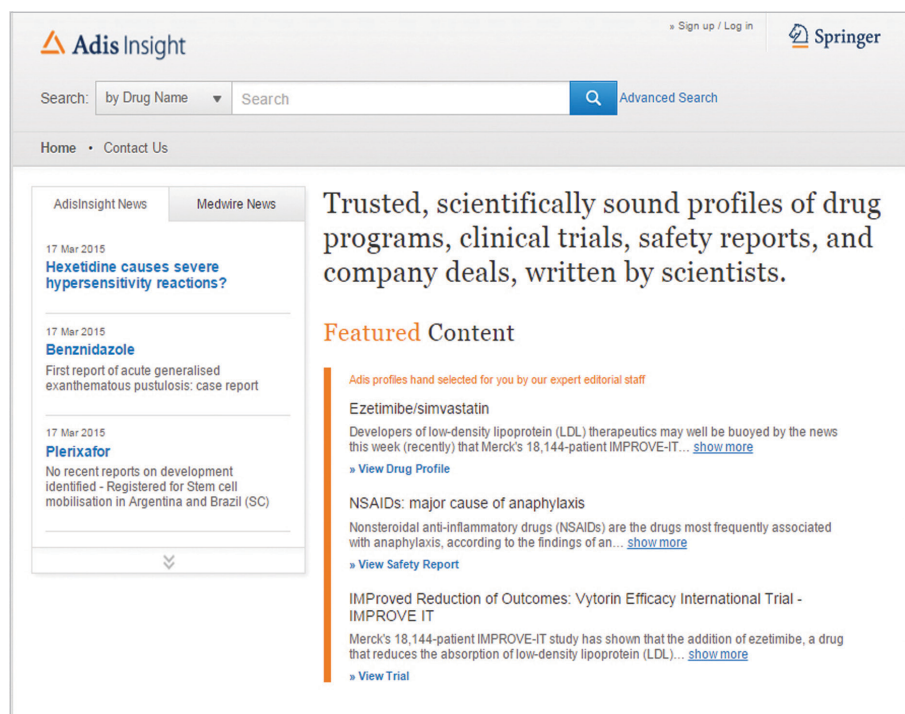 » Sign up / Log in
Adis Insight
Springer
Search: by Drug Name Search Advanced Search
Home • Contact Us
AdisInsight News Medwire News
17 Mar 2015
Hexetidine causes severe
hypersensitivity reactions?
17 Mar 2015
Benznidazole
First report of acute generalised
exanthematous pustulosis: case report
17 Mar 2015
Plerixafor
No recent reports on development
identified - Registered for Stem cell
mobilisation in Argentina and Brazil (SC)
Trusted, scientifically sound profiles of drug
programs, clinical trials, safety reports, and
company deals, written by scientists.
Featured Content
Adis profiles hand selected for you by our expert editorial staff
Ezetimibe/simvastatin
Developers of low-density lipoprotein (LDL) therapeutics may well be buoyed by the news
this week (recently) that Merck's 18,144-patient IMPROVE-IT... show more
» View Drug Profile
NSAIDs: major cause of anaphylaxis
Nonsteroidal anti-inflammatory drugs (NSAIDs) are the drugs most frequently associated
with anaphylaxis, according to the findings of an... show more
» View Safety Report
IMProved Reduction of Outcomes: Vytorin Efficacy International Trial -
IMPROVE IT
Merck's 18,144-patient IMPROVE-IT study has shown that the addition of ezetimibe, a drug
that reduces the absorption of low-density lipoprotein (LDL)... show more
» View Trial